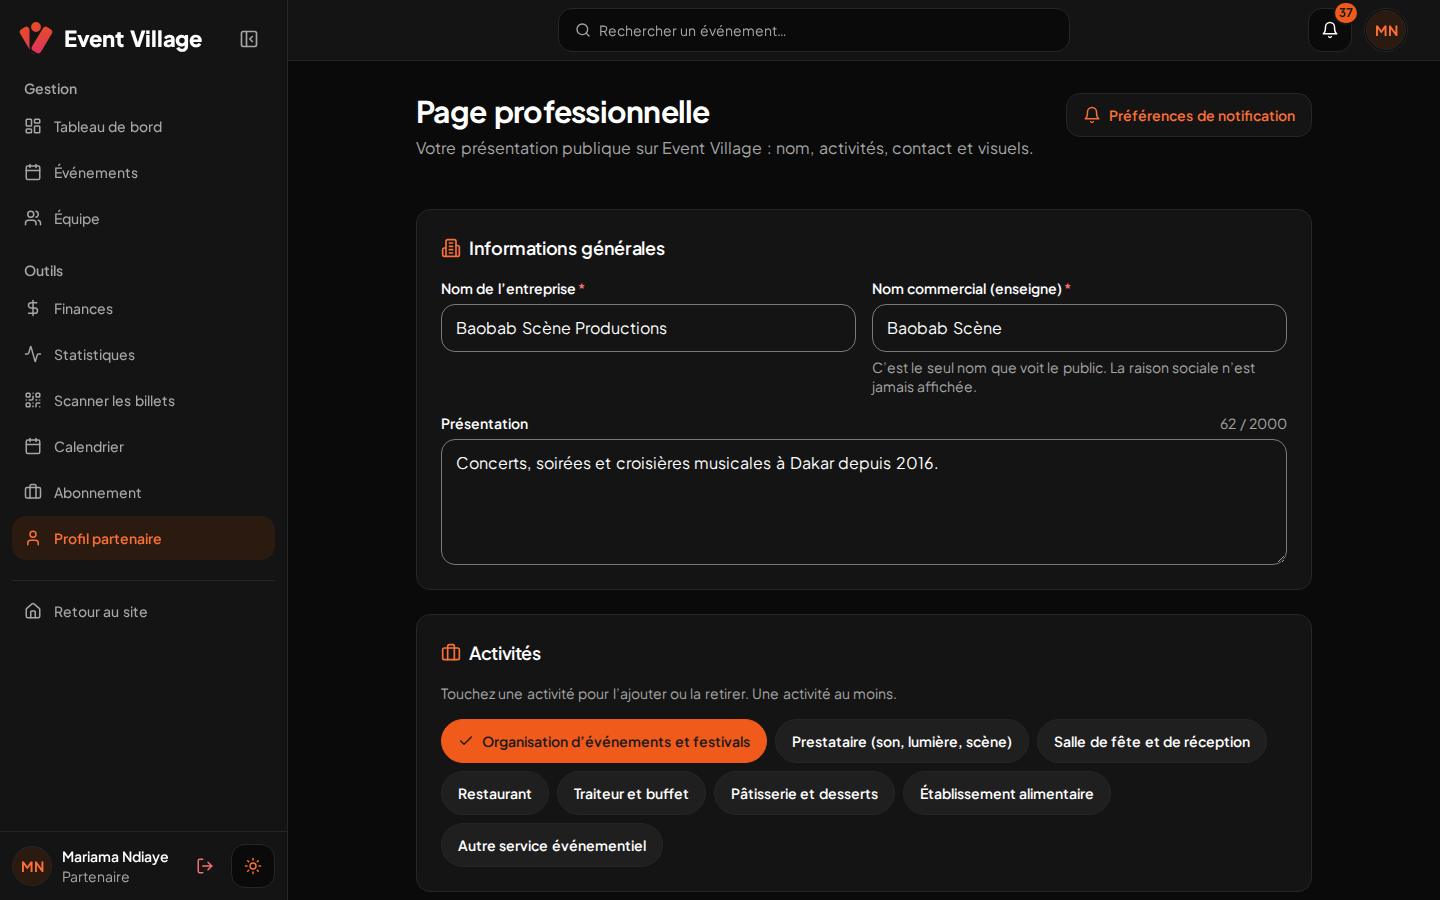 Event Village
Rechercher un événement...
37
MN
Gestion
Tableau de bord
Événements
Équipe
Outils
Finances
Statistiques
Scanner les billets
Calendrier
Abonnement
Profil partenaire
Retour au site
MN
Mariama Ndiaye
Partenaire
Page professionnelle
Votre présentation publique sur Event Village : nom, activités, contact et visuels.
Préférences de notification
Informations générales
Nom de l’entreprise *
Baobab Scène Productions
Nom commercial (enseigne) *
Baobab Scène
C’est le seul nom que voit le public. La raison sociale n’est
jamais affichée.
Présentation
62 / 2000
Concerts, soirées et croisières musicales à Dakar depuis 2016.
Activités
Touchez une activité pour l’ajouter ou la retirer. Une activité au moins.
Organisation d’événements et festivals
Prestataire (son, lumière, scène)
Salle de fête et de réception
Restaurant
Traiteur et buffet
Pâtisserie et desserts
Établissement alimentaire
Autre service événementiel